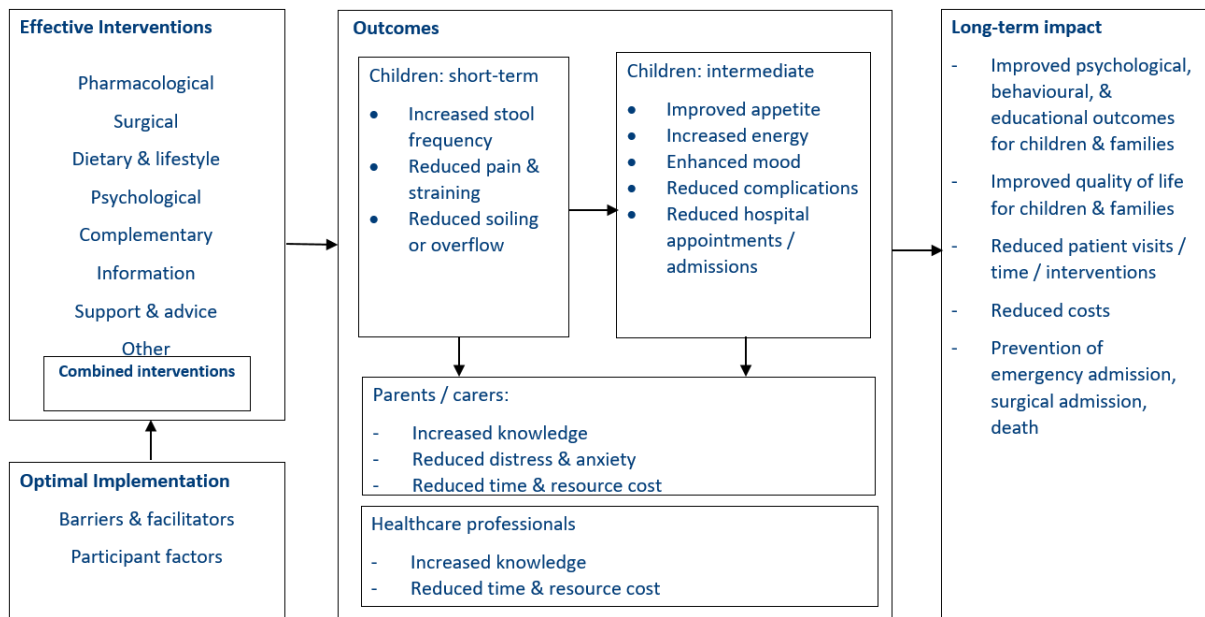 Effective Interventions
Pharmacological
Surgical
Dietary & lifestyle
Psychological
Complementary
Information
Support & advice
Other
Combined interventions
Optimal Implementation
Barriers & facilitators
Participant factors
Outcomes
Children: short-term
● Increased stool
frequency
● Reduced pain &
straining
● Reduced soiling
or overflow
Children: intermediate
● Improved appetite
● Increased energy
● Enhanced mood
● Reduced complications
● Reduced hospital
appointments /
admissions
Parents / carers:
- Increased knowledge
- Reduced distress & anxiety
- Reduced time & resource cost
Healthcare professionals
- Increased knowledge
- Reduced time & resource cost
Long-term impact
- Improved psychological,
behavioural, &
educational outcomes
for children & families
- Improved quality of life
for children & families
- Reduced patient visits /
time / interventions
- Reduced costs
- Prevention of
emergency admission,
surgical admission,
death